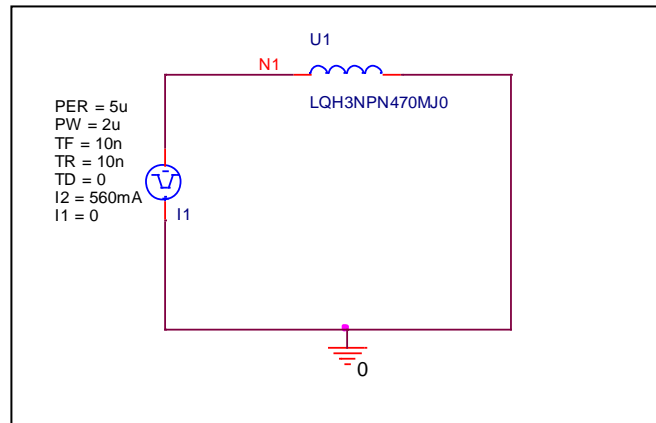 U1
N1
LQH3NPN470MJ0
PER = 5u
PW = 2u
TF = 10n
TR = 10n
TD = 0
I2 = 560mA
I1 = 0
I1
0